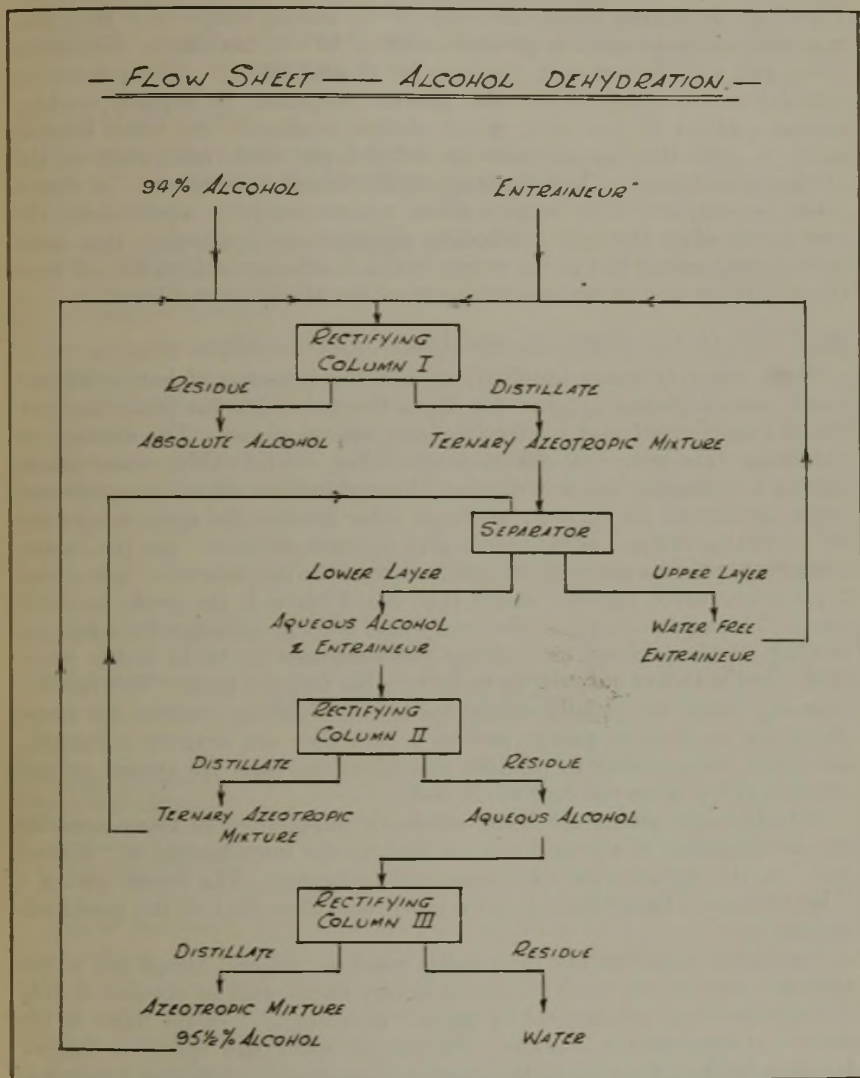 — FLOW SHEET — ALCOHOL DEHYDRATION —
94% ALCOHOL
ENTRAINEUR"
RECTIFYING
COLUMN I
RESIDUE
DISTILLATE
ABSOLUTE ALCOHOL
TERNARY AZEOTROPIC MIXTURE
SEPARATOR
LOWER LAYER
UPPER LAYER
AQUEOUS ALCOHOL
& ENTRAINEUR
WATER FREE
ENTRAINEUR
RECTIFYING
COLUMN II
DISTILLATE
RESIDUE
TERNARY AZEOTROPIC
MIXTURE
AQUEOUS ALCOHOL
RECTIFYING
COLUMN III
DISTILLATE
RESIDUE
AZEOTROPIC MIXTURE
95½% ALCOHOL
WATER